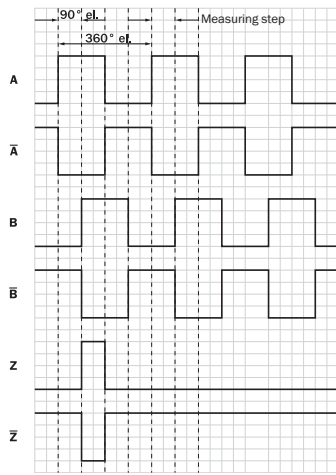 90° el.
Measuring step
360° el.
A
A̅
B
B̅
Z
Z̅